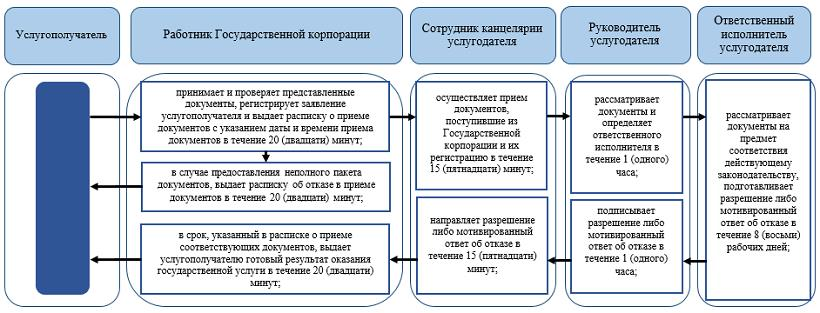 Услугополучатель
Работник Государственной корпорации
Сотрудник канцелярии
услугодателя
Руководитель
услугодателя
Ответственный
исполнитель
услугодателя
принимает и проверяет представленные
документы, регистрирует заявление
услугополучателя и выдает расписку о приеме
документов с указанием даты и времени приема
документов в течение 20 (двадцати) минут;
в случае предоставления неполного пакета
документов, выдает расписку об отказе в приеме
документов в течение 20 (двадцати) минут;
в срок, указанный в расписке о приеме
соответствующих документов, выдает
услугополучателю готовый результат оказания
государственной услуги в течение 20 (двадцати)
минут;
осуществляет прием
документов,
поступившие из
Государственной
корпорации и их
регистрацию в течение
15 (пятнадцати) минут;
направляет разрешение
либо мотивированный
ответ об отказе в
течение 15 (пятнадцати)
минут;
рассматривает
документы и
определяет
ответственного
исполнителя в
течение 1 (одного)
часа;
подписывает
разрешение либо
мотивированный
ответ об отказе в
течение 1 (одного)
часа;
рассматривает
документы на
предмет
соответствия
действующему
законодательству,
подготавливает
разрешение либо
мотивированный
ответ об отказе в
течение 8 (восьми)
рабочих дней;